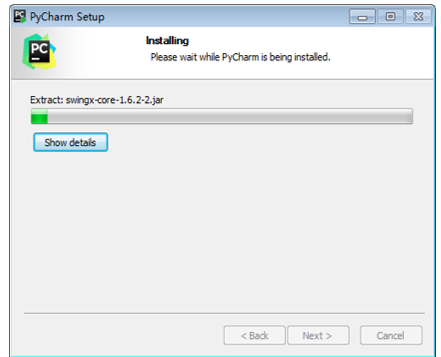 PC PyCharm Setup
PC
Installing
Please wait while PyCharm is being installed.
Extract: swingx-core-1.6.2-2.jar
Show details
< Back Next > Cancel